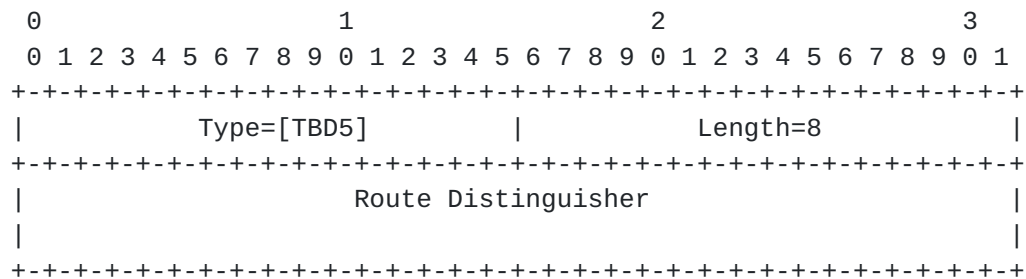 0                   1                   2                   3
 0 1 2 3 4 5 6 7 8 9 0 1 2 3 4 5 6 7 8 9 0 1 2 3 4 5 6 7 8 9 0 1
+-+-+-+-+-+-+-+-+-+-+-+-+-+-+-+-+-+-+-+-+-+-+-+-+-+-+-+-+-+-+-+-+
|           Type=[TBD5]         |           Length=8            |
+-+-+-+-+-+-+-+-+-+-+-+-+-+-+-+-+-+-+-+-+-+-+-+-+-+-+-+-+-+-+-+-+
|                     Route Distinguisher                       |
|                                                               |
+-+-+-+-+-+-+-+-+-+-+-+-+-+-+-+-+-+-+-+-+-+-+-+-+-+-+-+-+-+-+-+-+